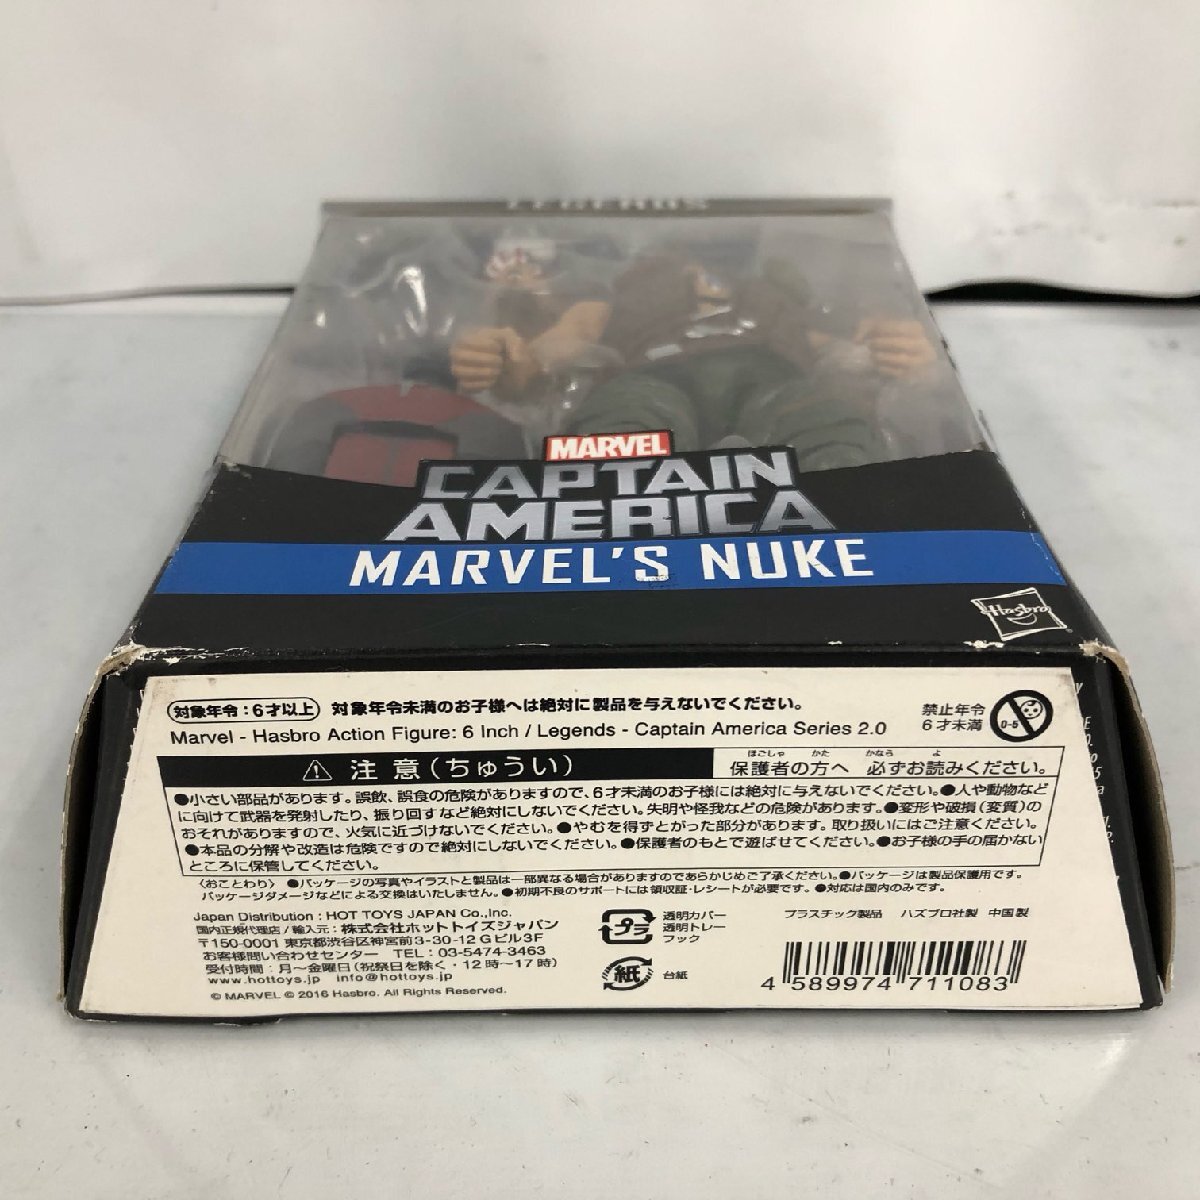 LEGENDS
MARVEL
CAPTAIN
AMERICA
MARVEL'S NUKE
Hasbro
対象年令:6才以上 対象年令未満のお子様へは絶対に製品を与えないでください。
禁止年令
6才未満
0-5
Marvel - Hasbro Action Figure: 6 Inch / Legends - Captain America Series 2.0
注意(ちゅうい)
ほごしゃ かた かなら よ
保護者の方へ 必ずお読みください。
●小さい部品があります。誤飲、誤食の危険がありますので、6才未満のお子様には絶対に与えないでください。●人や動物など
に向けて武器を発射したり、振り回すなど絶対にしないでください。失明や怪我などの危険があります。●変形や破損(変質)の
おそれがありますので、火気に近づけないでください。●やむを得ずとがった部分があります。取り扱いにはご注意ください。
●本品の分解や改造は危険ですので絶対にしないでください。●保護者のもとで遊ばせてください。●お子様の手の届かない
ところに保管してください。
〈おことわり〉 ●パッケージの写真やイラストと製品は一部異なる場合がありますのであらかじめご了承ください。●パッケージは製品保護用です。
パッケージダメージなどによる交換はいたしません。●初期不良のサポートには領収証・レシートが必要です。●対応は国内のみです。
Japan Distribution : HOT TOYS JAPAN Co.,Inc.
国内正規代理店/輸入元:株式会社ホットトイズジャパン
〒150-0001 東京都渋谷区神宮前3-30-12 Gビル3F
お客様問い合わせセンター TEL:03-5474-3463
受付時間:月~金曜日(祝祭日を除く・12時~17時)
www.hottoys.jp info@hottoys.jp
© MARVEL © 2016 Hasbro. All Rights Reserved.
プラ
透明カバー
透明トレー
フック
紙
台紙
プラスチック製品 ハズブロ社製 中国製
4 589974 711083